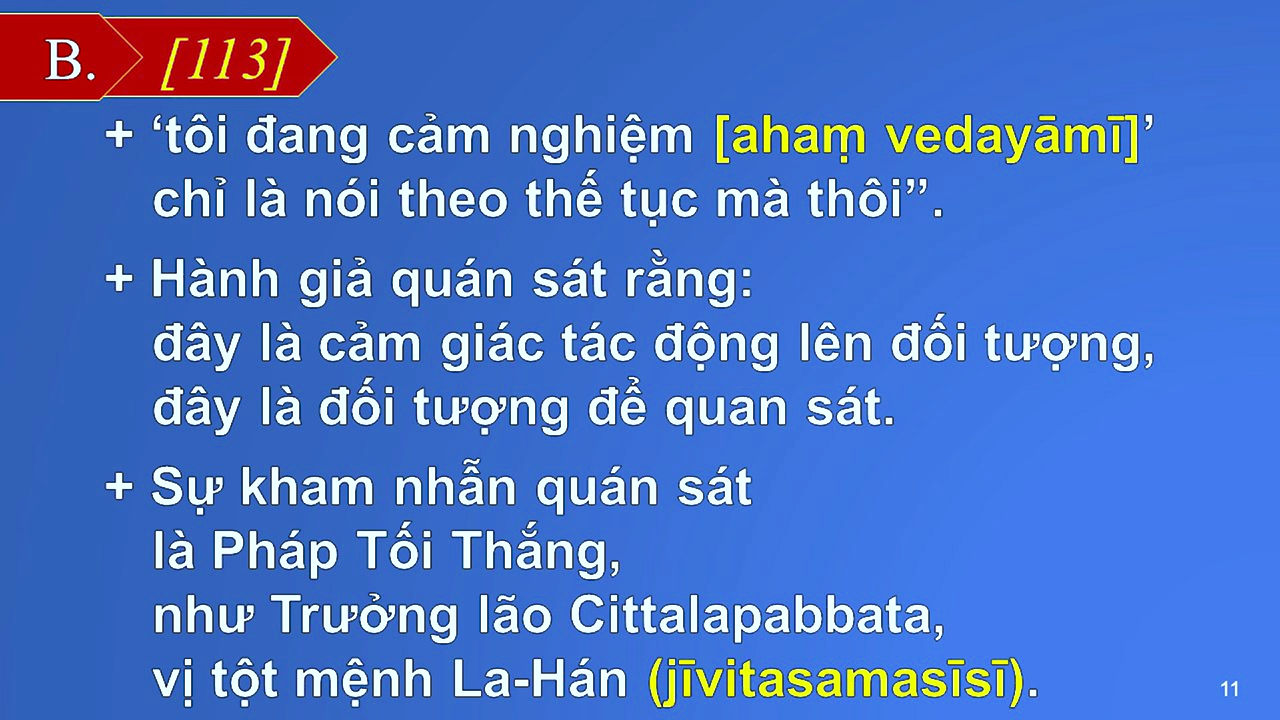 B. [113]
+ ‘tôi đang cảm nghiệm [ahaṃ vedayāmī]’
chỉ là nói theo thế tục mà thôi”.
+ Hành giả quán sát rằng:
đây là cảm giác tác động lên đối tượng,
đây là đối tượng để quan sát.
+ Sự kham nhẫn quán sát
là Pháp Tối Thắng,
như Trưởng lão Cittalapabbata,
vị tột mệnh La-Hán (jīvitasamasīsī).
11